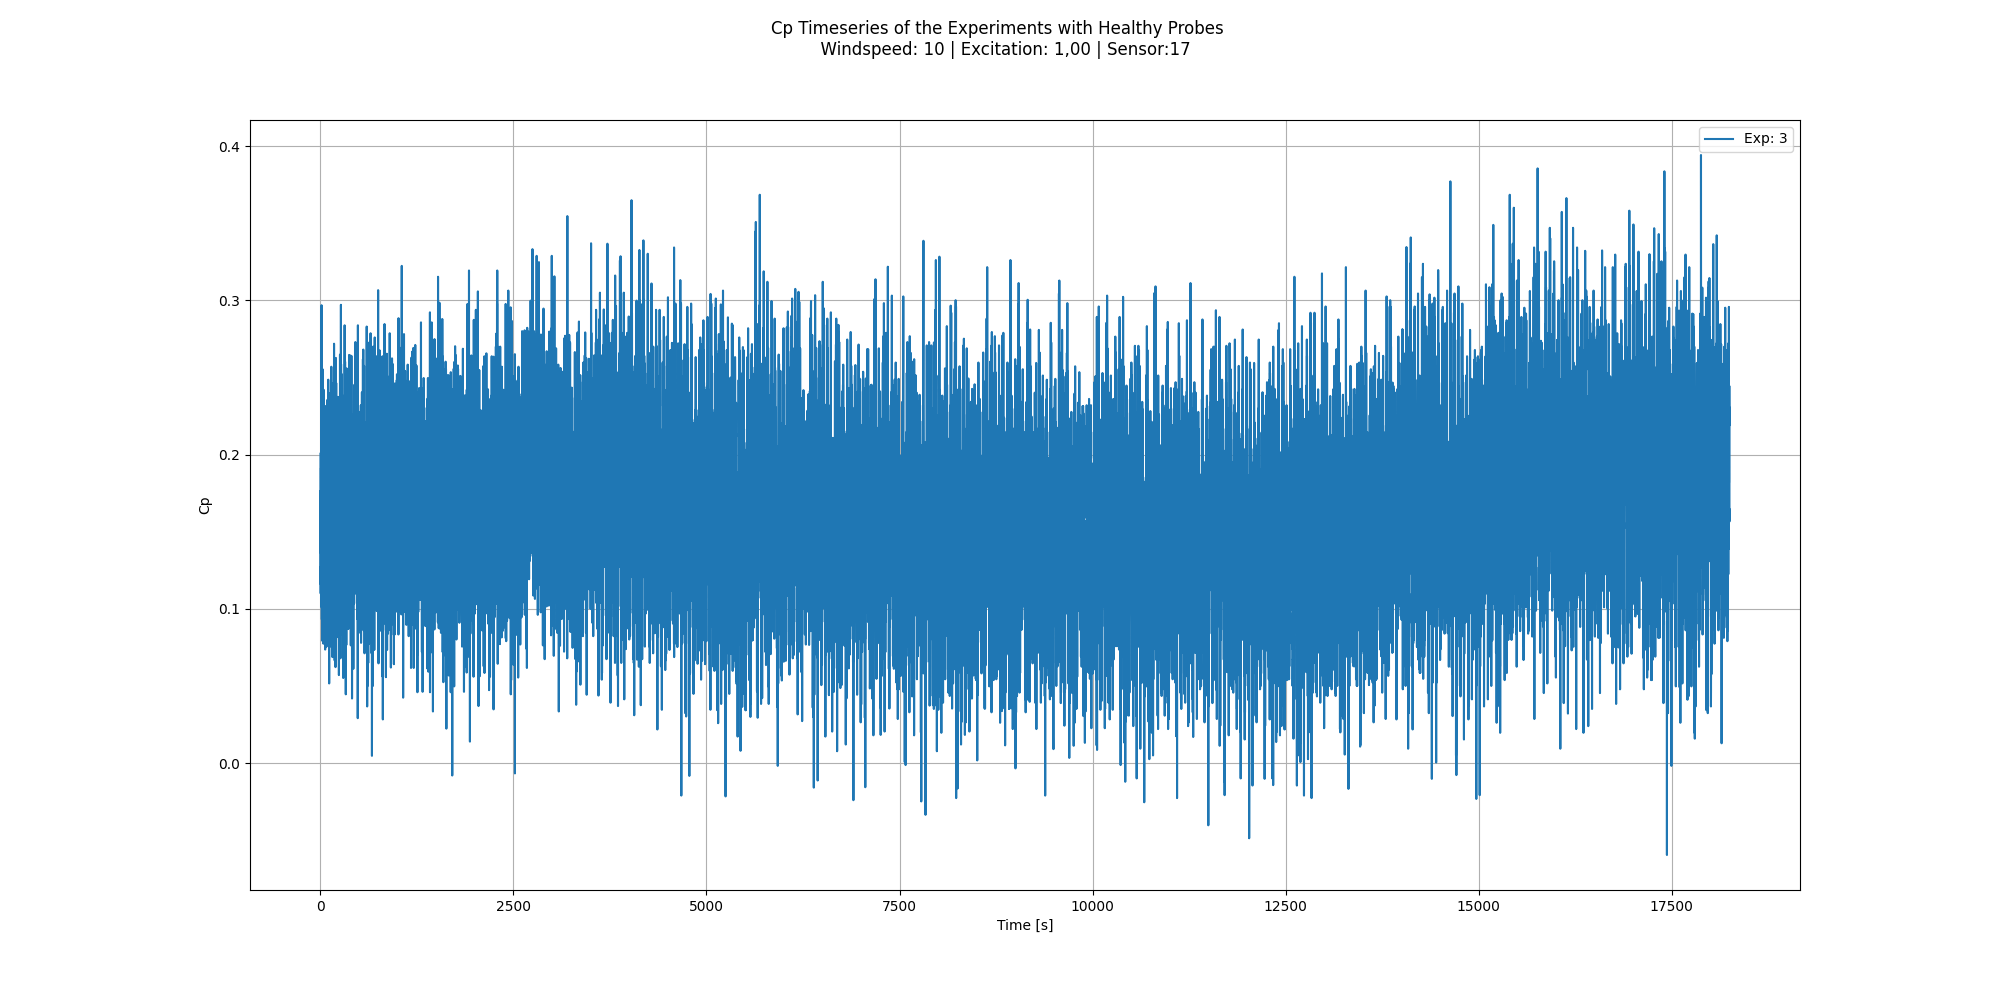 Cp Timeseries of the Experiments with Healthy Probes
Windspeed: 10 | Excitation: 1,00 | Sensor:17
Exp: 3
0.4
0.3
0.2
0.1
0.0
Cp
0
2500
5000
7500
10000
12500
15000
17500
Time [s]